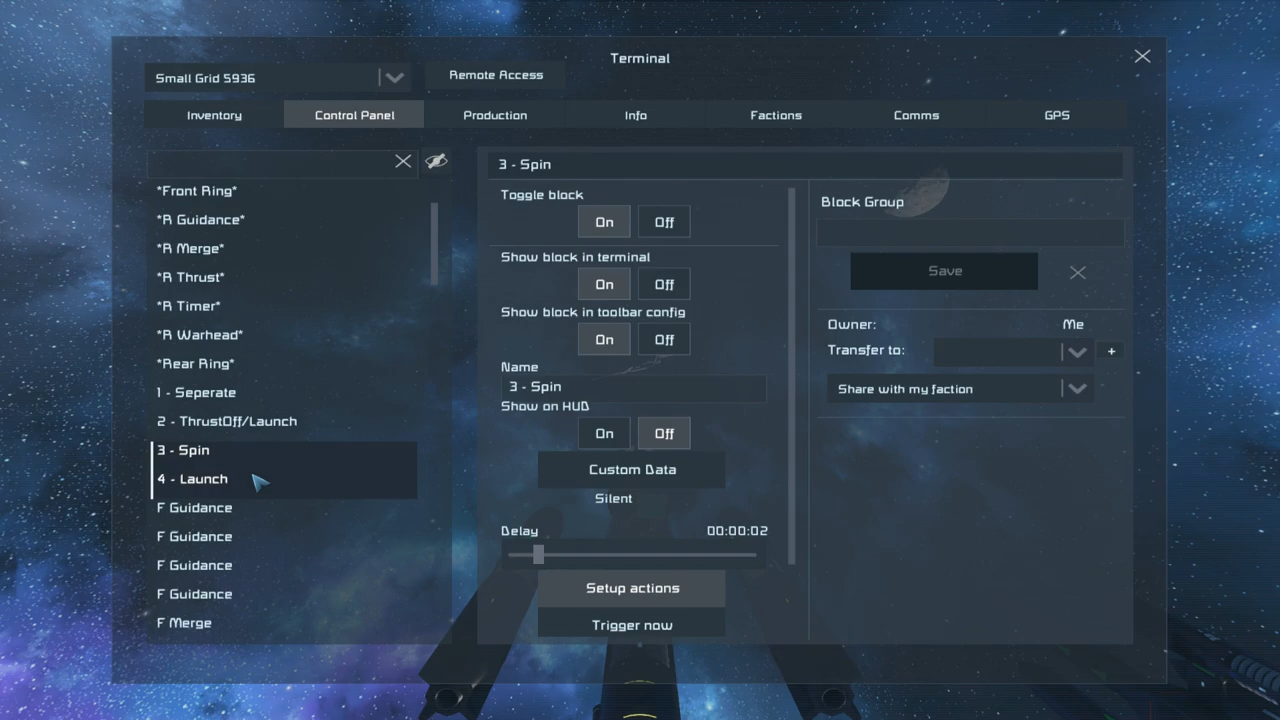 Terminal
Small Grid 5936
Remote Access
Inventory
Control Panel
Production
Info
Factions
Comms
GPS
*Front Ring*
*R Guidance*
*R Merge*
*R Thrust*
*R Timer*
*R Warhead*
*Rear Ring*
1 - Seperate
2 - ThrustOff/Launch
3 - Spin
4 - Launch
F Guidance
F Guidance
F Guidance
F Guidance
F Merge
3 - Spin
Toggle block
On Off
Show block in terminal
On Off
Show block in toolbar config
On Off
Name
3 - Spin
Show on HUD
On Off
Custom Data
Silent
Delay 00:00:02
Setup actions
Trigger now
Block Group
Save
Owner: Me
Transfer to:
+
Share with my faction